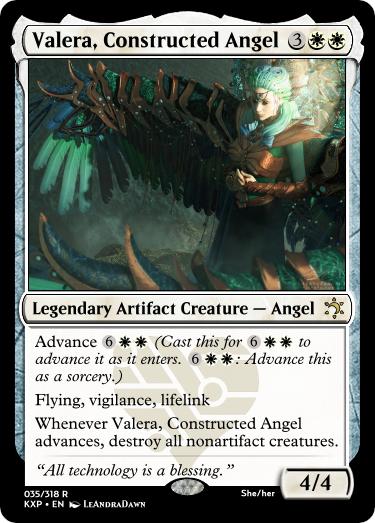 Valera, Constructed Angel 3
Legendary Artifact Creature — Angel
Advance 6 (Cast this for 6 to
advance it as it enters. 6: Advance this
as a sorcery.)
Flying, vigilance, lifelink
Whenever Valera, Constructed Angel
advances, destroy all nonartifact creatures.
“All technology is a blessing.”
4/4
035/318 R
She/her
KXP • EN LEANDRADAWN